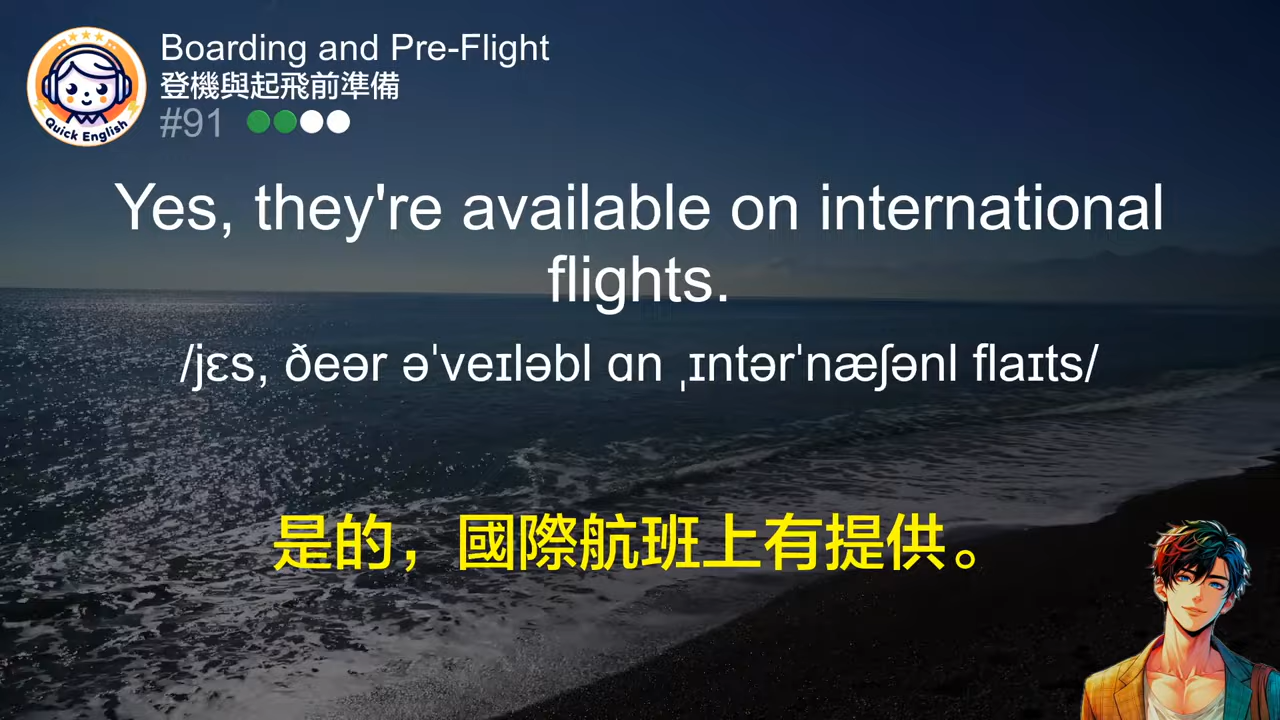 Quick English
Boarding and Pre-Flight
登機與起飛前準備
#91
Yes, they're available on international
flights.
/jɛs, ðeər əˈveɪləbl ɑn ˌɪntərˈnæʃənl flaɪts/
是的，國際航班上有提供。